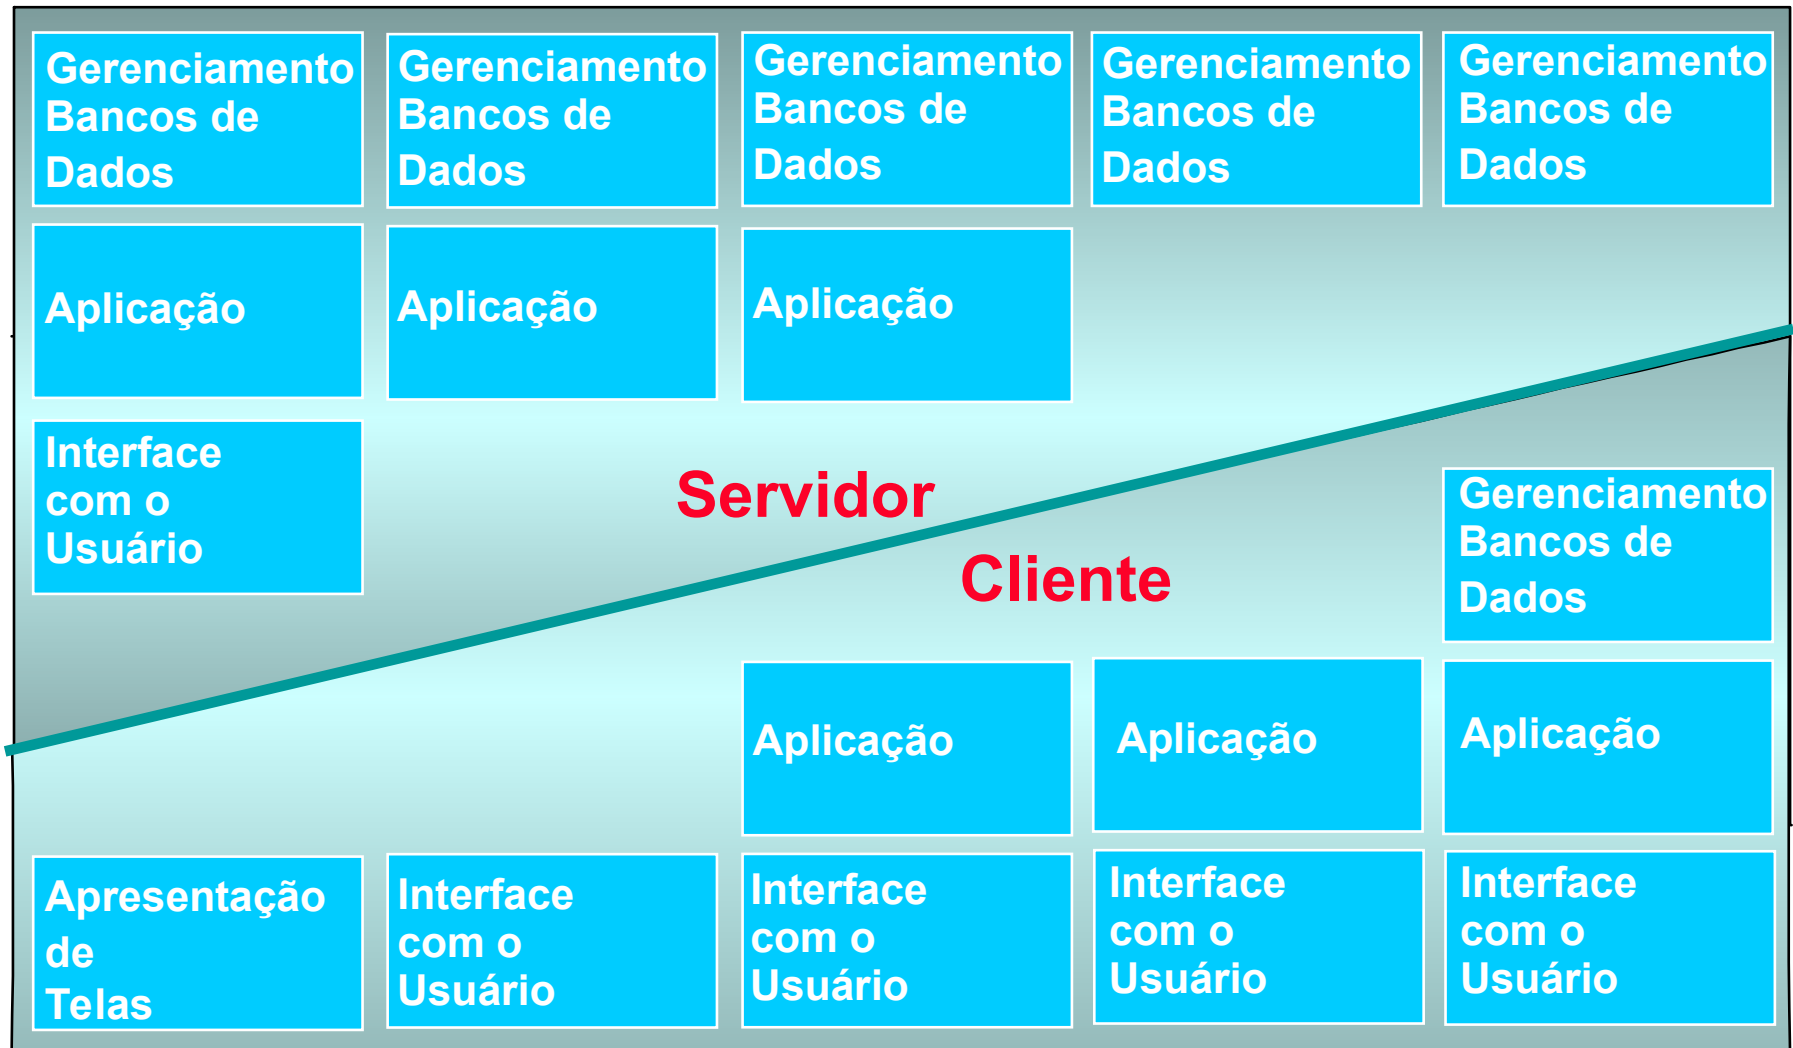 Gerenciamento
Bancos de
Dados
Gerenciamento
Bancos de
Dados
Gerenciamento
Bancos de
Dados
Gerenciamento
Bancos de
Dados
Gerenciamento
Bancos de
Dados
Aplicação
Aplicação
Aplicação
Interface
com o
Usuário
Servidor
Cliente
Gerenciamento
Bancos de
Dados
Aplicação
Aplicação
Aplicação
Apresentação
de
Telas
Interface
com o
Usuário
Interface
com o
Usuário
Interface
com o
Usuário
Interface
com o
Usuário